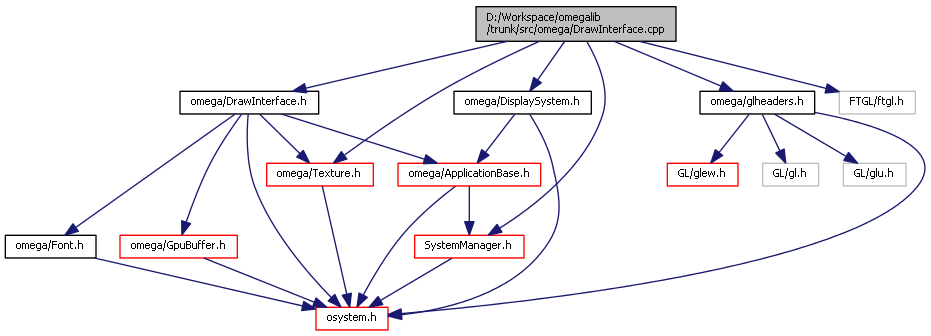 D:/Workspace/omegalib
/trunk/src/omega/DrawInterface.cpp
omega/DrawInterface.h
omega/DisplaySystem.h
omega/glheaders.h
FTGL/ftgl.h
omega/Texture.h
omega/ApplicationBase.h
GL/glew.h
GL/gl.h
GL/glu.h
omega/Font.h
omega/GpuBuffer.h
SystemManager.h
osystem.h